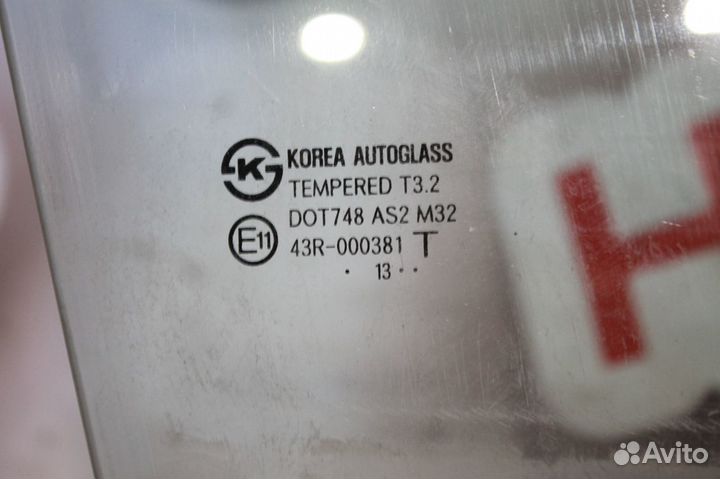 K KOREA AUTOGLASS
TEMPERED T3.2
DOT748 AS2 M32
E11 43R-000381 T
· 13 · ·
H
Avito